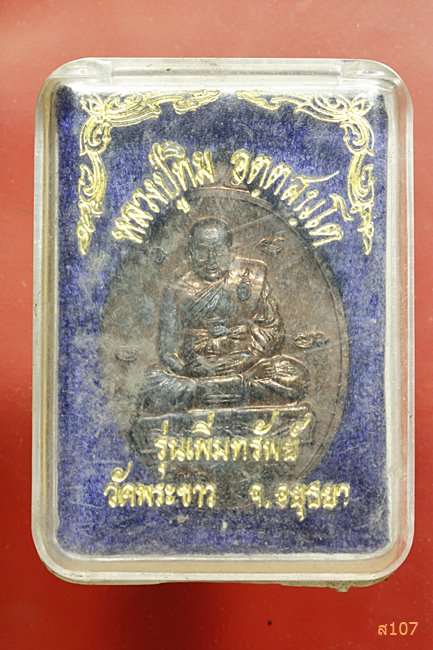 หลวงปู่ทิม อตฺตสนฺโต
รุ่นเพิ่มทรัพย์
วัดพระขาว จ.อยุธยา
ส107